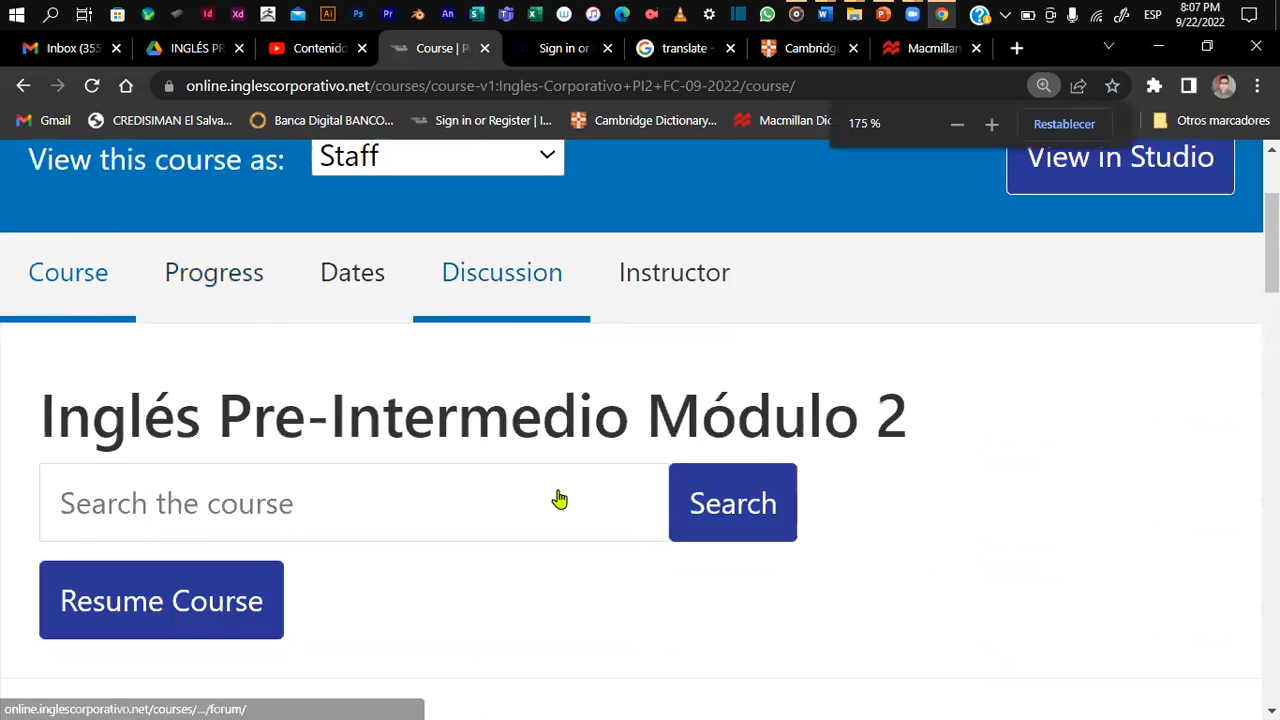 8:07 PM
ESP
9/22/2022
Inbox (355
INGLÉS PR
Contenido
Course | P
Sign in or
translate -
Cambridg
Macmillan
online.inglescorporativo.net/courses/course-v1:Ingles-Corporativo+PI2+FC-09-2022/course/
Gmail
CREDISIMAN El Salva...
Banca Digital BANCO...
Sign in or Register | I...
Cambridge Dictionary...
Macmillan Dic
Otros marcadores
175 %
Restablecer
View this course as:
Staff
View in Studio
Course
Progress
Dates
Discussion
Instructor
Inglés Pre-Intermedio Módulo 2
Search the course
Search
Resume Course
online.inglescorporativo.net/courses/.../forum/